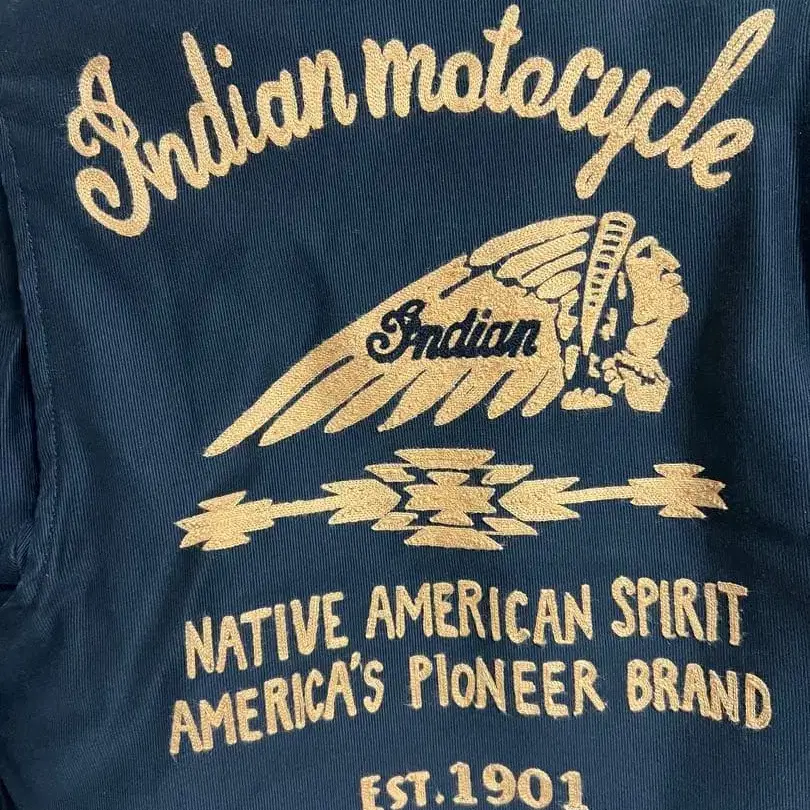 Indian motocycle
Indian
NATIVE AMERICAN SPIRIT
AMERICA'S PIONEER BRAND
EST.1901